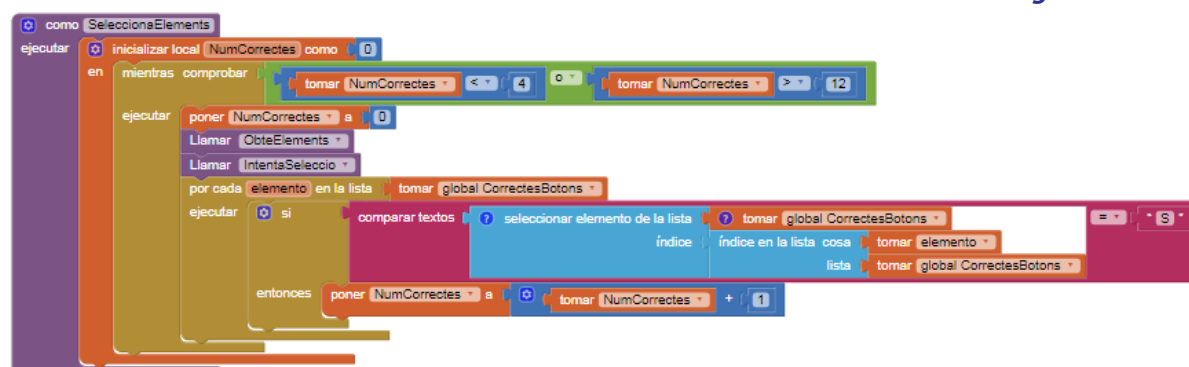 como SeleccionaElements
ejecutar inicializar local NumCorrectes como 0
en mientras comprobar tomar NumCorrectes < 4 o tomar NumCorrectes > 12
ejecutar poner NumCorrectes a 0
Llamar ObteElements
Llamar IntentaSeleccio
por cada elemento en la lista tomar global CorrectesBotons
ejecutar si comparar textos seleccionar elemento de la lista tomar global CorrectesBotons = " S "
índice índice en la lista cosa tomar elemento
lista tomar global CorrectesBotons
entonces poner NumCorrectes a tomar NumCorrectes + 1